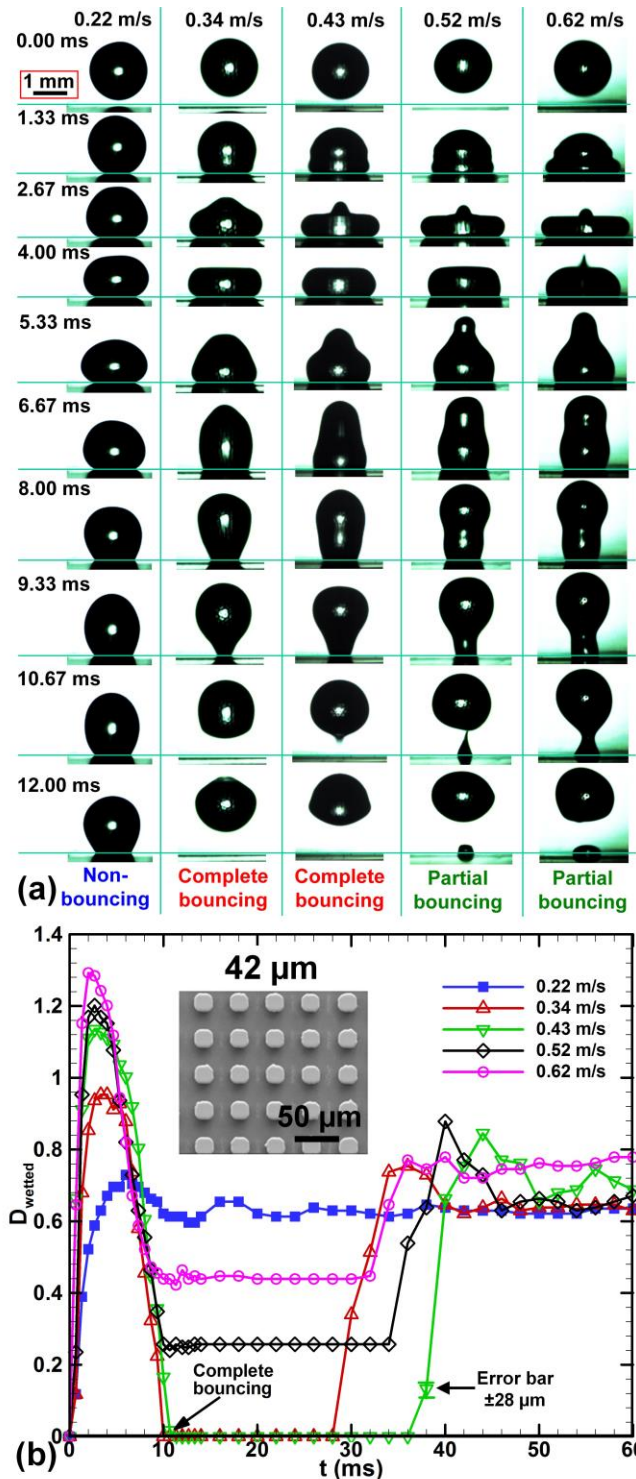 0.22 m/s 0.34 m/s 0.43 m/s 0.52 m/s 0.62 m/s
0.00 ms
1 mm
1.33 ms
2.67 ms
4.00 ms
5.33 ms
6.67 ms
8.00 ms
9.33 ms
10.67 ms
12.00 ms
(a) Non-bouncing Complete bouncing Complete bouncing Partial bouncing Partial bouncing
1.4
42 µm
0.22 m/s
0.34 m/s
0.43 m/s
0.52 m/s
0.62 m/s
50 µm
1.2
1.0
0.8
0.6
0.4
0.2
0.0
D wetted
Complete bouncing
Error bar
±28 µm
0 10 20 30 40 50 60
(b) t (ms)